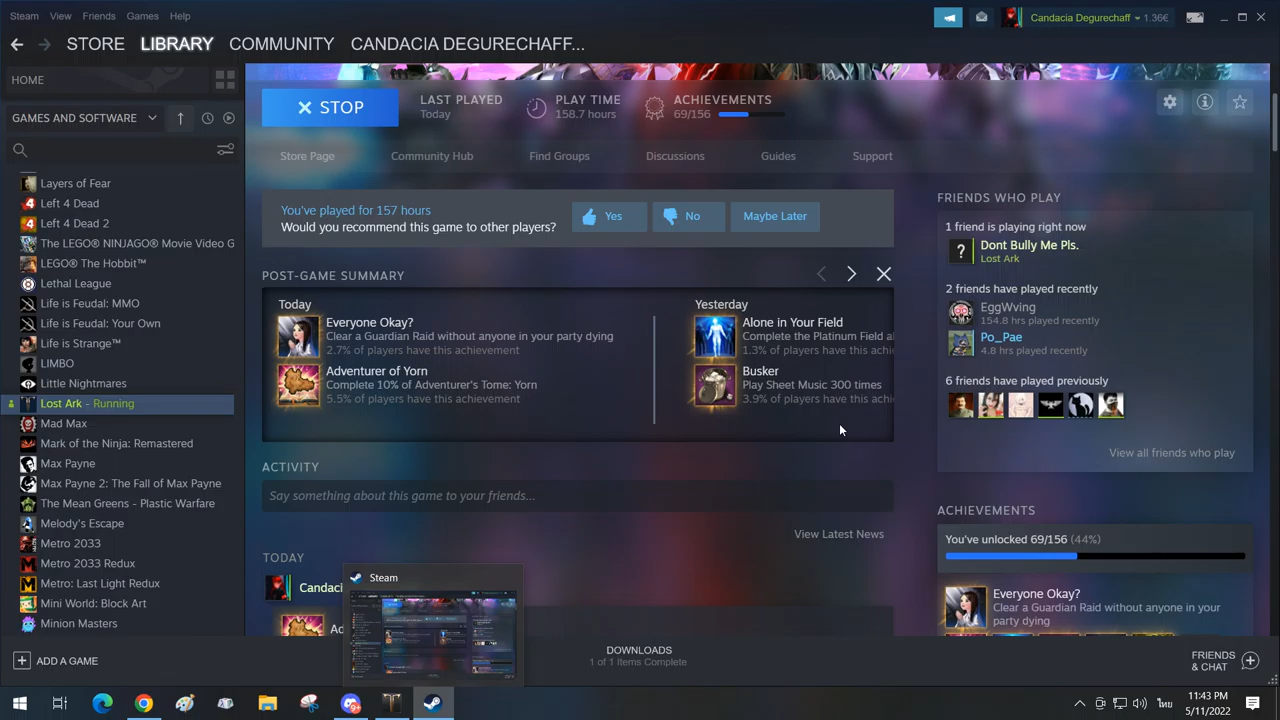 Steam View Friends Games Help
Candacia Degurechaff 1.36€
STORE LIBRARY COMMUNITY CANDACIA DEGURECHAFF...
HOME
GAMES AND SOFTWARE
Layers of Fear
Left 4 Dead
Left 4 Dead 2
The LEGO® NINJAGO® Movie Video G
LEGO® The Hobbit™
Lethal League
Life is Feudal: MMO
Life is Feudal: Your Own
Life is Strange™
LIMBO
Little Nightmares
Lost Ark - Running
Mad Max
Mark of the Ninja: Remastered
Max Payne
Max Payne 2: The Fall of Max Payne
The Mean Greens - Plastic Warfare
Melody's Escape
Metro 2033
Metro 2033 Redux
Metro: Last Light Redux
Mini World: Block Art
Minion Masters
ADD A GAME
STOP
LAST PLAYED
Today
PLAY TIME
158.7 hours
ACHIEVEMENTS
69/156
Store Page Community Hub Find Groups Discussions Guides Support
You've played for 157 hours
Would you recommend this game to other players?
Yes No Maybe Later
POST-GAME SUMMARY
Today
Everyone Okay?
Clear a Guardian Raid without anyone in your party dying
2.7% of players have this achievement
Adventurer of Yorn
Complete 10% of Adventurer's Tome: Yorn
5.5% of players have this achievement
Yesterday
Alone in Your Field
Complete the Platinum Field a
1.3% of players have this achi
Busker
Play Sheet Music 300 times
3.9% of players have this achi
ACTIVITY
Say something about this game to your friends...
View Latest News
TODAY
Candaci
Ad
Steam
DOWNLOADS
1 of 1 Items Complete
FRIENDS WHO PLAY
1 friend is playing right now
Dont Bully Me Pls.
Lost Ark
2 friends have played recently
EggWving
154.8 hrs played recently
Po_Pae
4.8 hrs played recently
6 friends have played previously
View all friends who play
ACHIEVEMENTS
You've unlocked 69/156 (44%)
Everyone Okay?
Clear a Guardian Raid without anyone in your
party dying
FRIENDS
& CHAT
ไทย
11:43 PM
5/11/2022